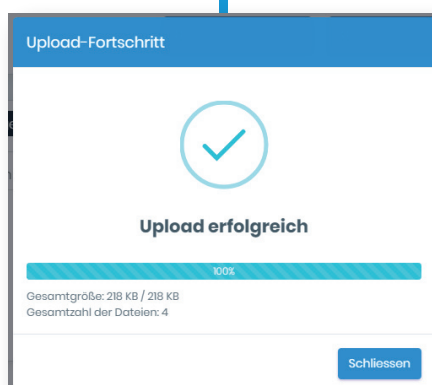 Upload-Fortschritt
Upload erfolgreich
100%
Gesamtgröße: 218 KB / 218 KB
Gesamtzahl der Dateien: 4
Schliessen